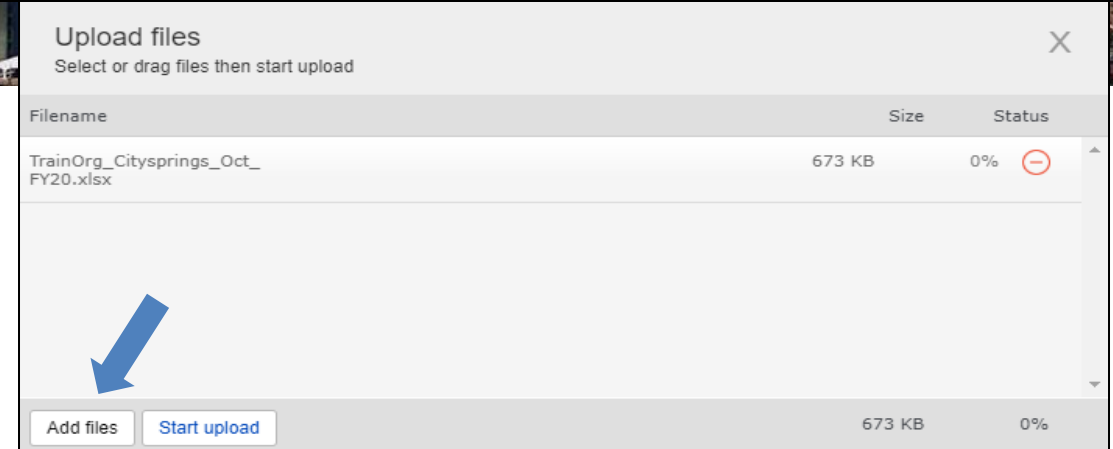 Upload files X
Select or drag files then start upload
Filename Size Status
TrainOrg_Citysprings_Oct_ 673 KB 0%
FY20.xlsx
Add files Start upload 673 KB 0%